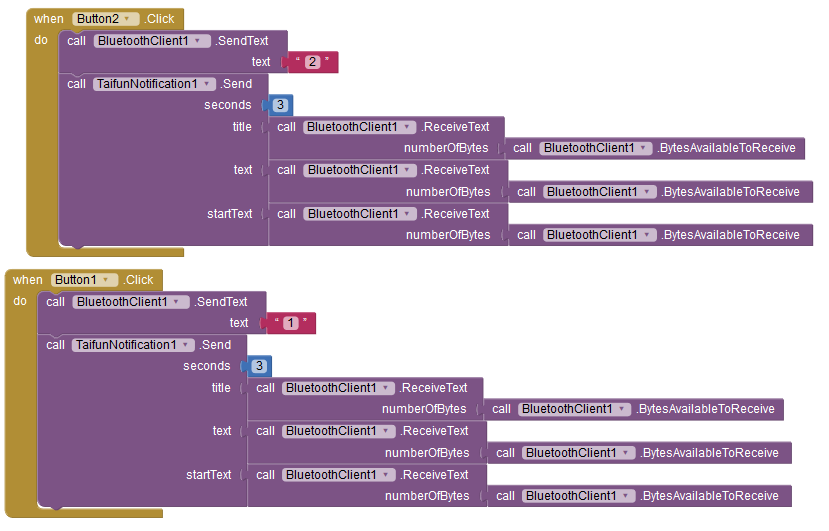 when Button2 .Click
do call BluetoothClient1 .SendText
text " 2 "
call TaifunNotification1 .Send
seconds 3
title call BluetoothClient1 .ReceiveText
numberOfBytes call BluetoothClient1 .BytesAvailableToReceive
text call BluetoothClient1 .ReceiveText
numberOfBytes call BluetoothClient1 .BytesAvailableToReceive
startText call BluetoothClient1 .ReceiveText
numberOfBytes call BluetoothClient1 .BytesAvailableToReceive
when Button1 .Click
do call BluetoothClient1 .SendText
text " 1 "
call TaifunNotification1 .Send
seconds 3
title call BluetoothClient1 .ReceiveText
numberOfBytes call BluetoothClient1 .BytesAvailableToReceive
text call BluetoothClient1 .ReceiveText
numberOfBytes call BluetoothClient1 .BytesAvailableToReceive
startText call BluetoothClient1 .ReceiveText
numberOfBytes call BluetoothClient1 .BytesAvailableToReceive